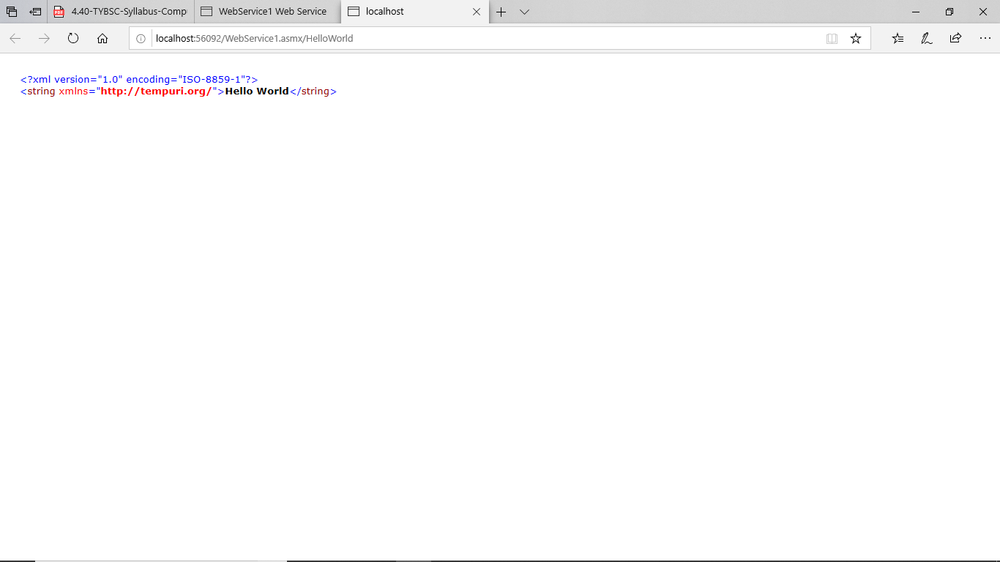 4.40-TYBSC-Syllabus-Comp
WebService1 Web Service
localhost
localhost:56092/WebService1.asmx/HelloWorld
<?xml version="1.0" encoding="ISO-8859-1"?>
<string xmlns="http://tempuri.org/">Hello World</string>